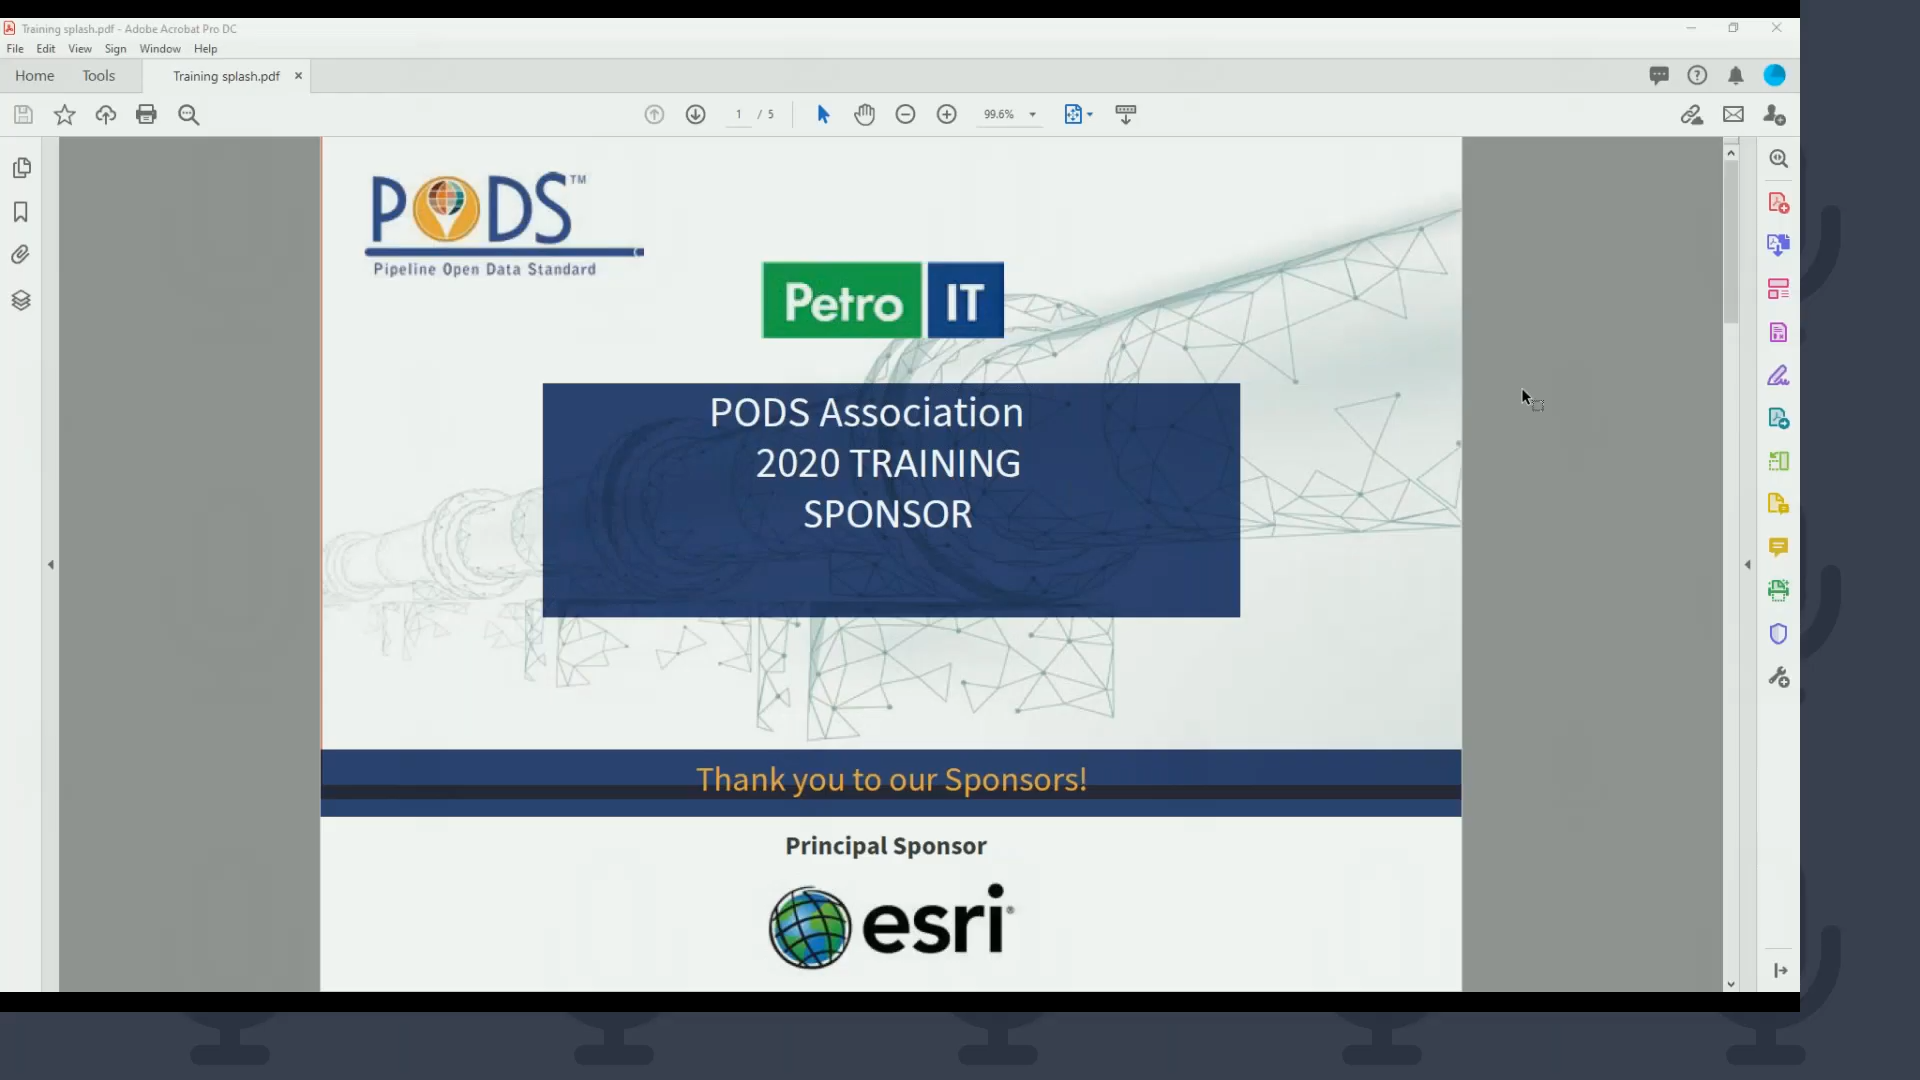 Training splash.pdf - Adobe Acrobat Pro DC
File Edit View Sign Window Help
Home Tools Training splash.pdf ×
1 / 5 99.6%
PODS™
Pipeline Open Data Standard
Petro IT
PODS Association
2020 TRAINING
SPONSOR
Thank you to our Sponsors!
Principal Sponsor
esri®